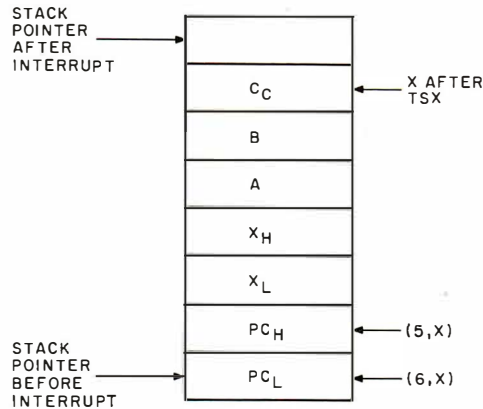 STACK
POINTER
AFTER
INTERRUPT
CC
X AFTER
TSX
B
A
XH
XL
PCH
(5,X)
STACK
POINTER
BEFORE
INTERRUPT
PCL
(6,X)